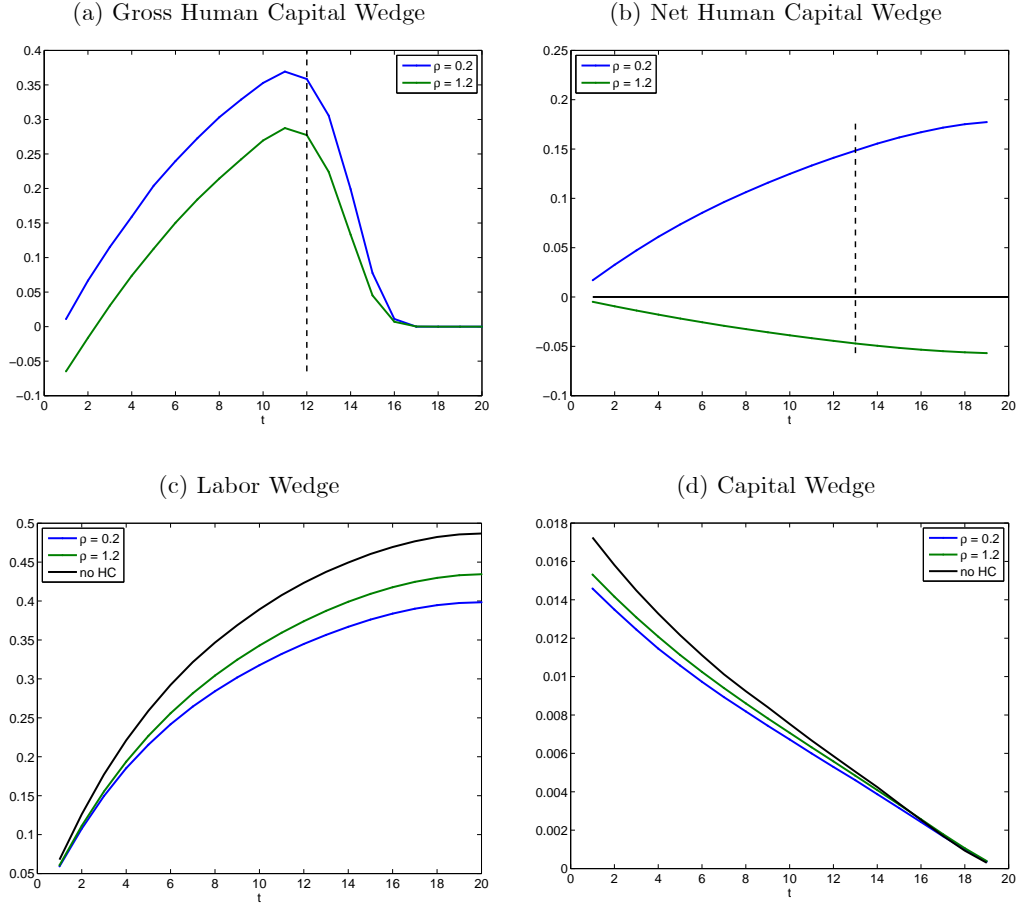 (a) Gross Human Capital Wedge
0.4
0.35
0.3
0.25
0.2
0.15
0.1
0.05
0
−0.05
−0.1
0 2 4 6 8 10 12 14 16 18 20
t
ρ = 0.2
ρ = 1.2
(b) Net Human Capital Wedge
0.25
0.2
0.15
0.1
0.05
0
−0.05
−0.1
0 2 4 6 8 10 12 14 16 18 20
t
ρ = 0.2
ρ = 1.2
(c) Labor Wedge
0.5
0.45
0.4
0.35
0.3
0.25
0.2
0.15
0.1
0.05
0 2 4 6 8 10 12 14 16 18 20
t
ρ = 0.2
ρ = 1.2
no HC
(d) Capital Wedge
0.018
0.016
0.014
0.012
0.01
0.008
0.006
0.004
0.002
0
0 2 4 6 8 10 12 14 16 18 20
t
ρ = 0.2
ρ = 1.2
no HC